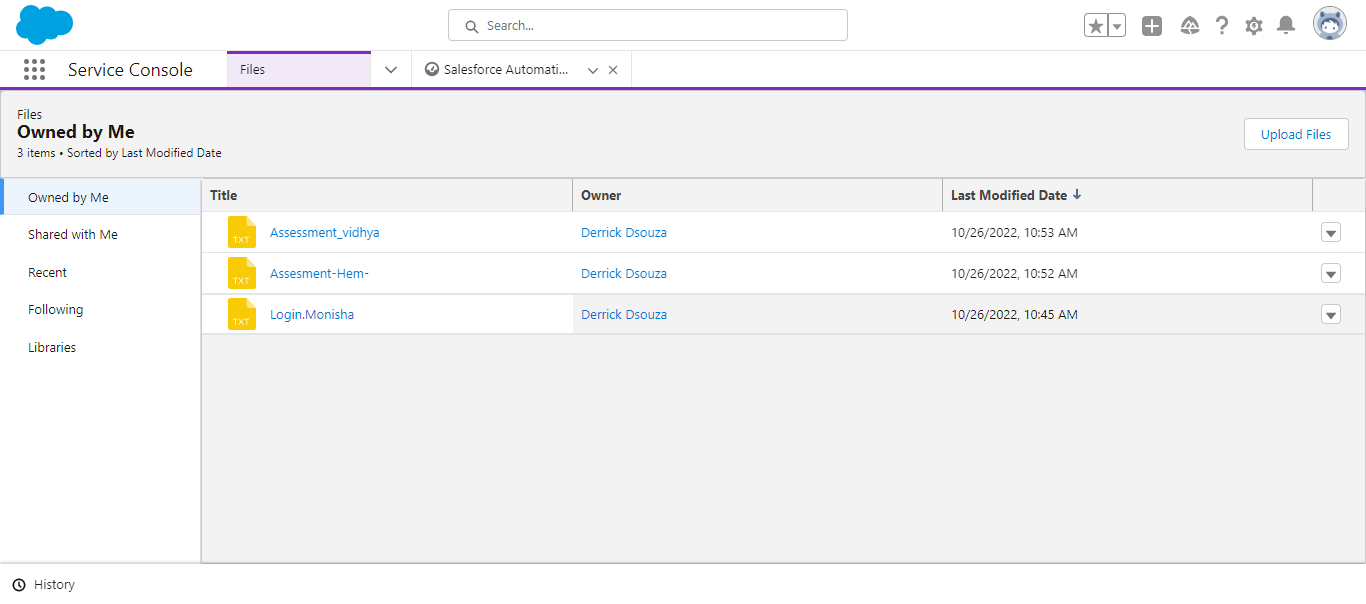 Search...
Service Console
Files
Salesforce Automati...
Files
Owned by Me
3 items • Sorted by Last Modified Date
Upload Files
Owned by Me
Shared with Me
Recent
Following
Libraries
Title Owner Last Modified Date
TXT Assessment_vidhya Derrick Dsouza 10/26/2022, 10:53 AM
TXT Assesment-Hem- Derrick Dsouza 10/26/2022, 10:52 AM
TXT Login.Monisha Derrick Dsouza 10/26/2022, 10:45 AM
History